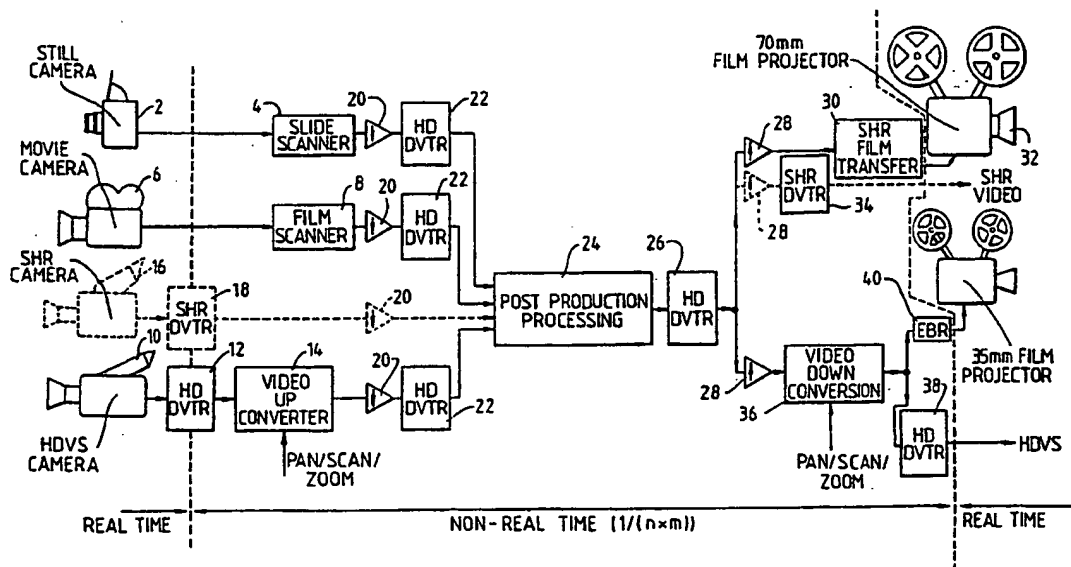 STILL
CAMERA
2
4
SLIDE
SCANNER
20
22
HD
DVTR
MOVIE
CAMERA
6
8
FILM
SCANNER
20
22
HD
DVTR
SHR
CAMERA
16
18
SHR
DVTR
20
10
HDVS
CAMERA
12
HD
DVTR
14
VIDEO
UP
CONVERTER
PAN/SCAN/
ZOOM
20
HD
DVTR
22
24
POST PRODUCTION
PROCESSING
26
HD
DVTR
28
30
SHR
FILM
TRANSFER
70mm
FILM PROJECTOR
32
28
SHR
DVTR
34
SHR
VIDEO
28
36
VIDEO
DOWN
CONVERSION
PAN/SCAN/
ZOOM
40
EBR
35mm FILM
PROJECTOR
38
HD
DVTR
HDVS
REAL TIME
NON-REAL TIME (1/(n×m))
REAL TIME